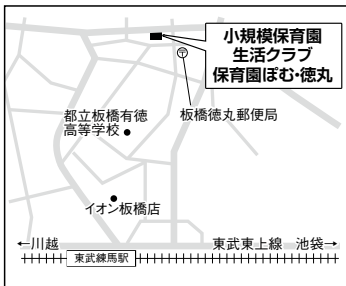 小規模保育園
生活クラブ
保育園ぽむ・徳丸
板橋徳丸郵便局
都立板橋有徳
高等学校
イオン板橋店
←川越
東武東上線 池袋→
東武練馬駅